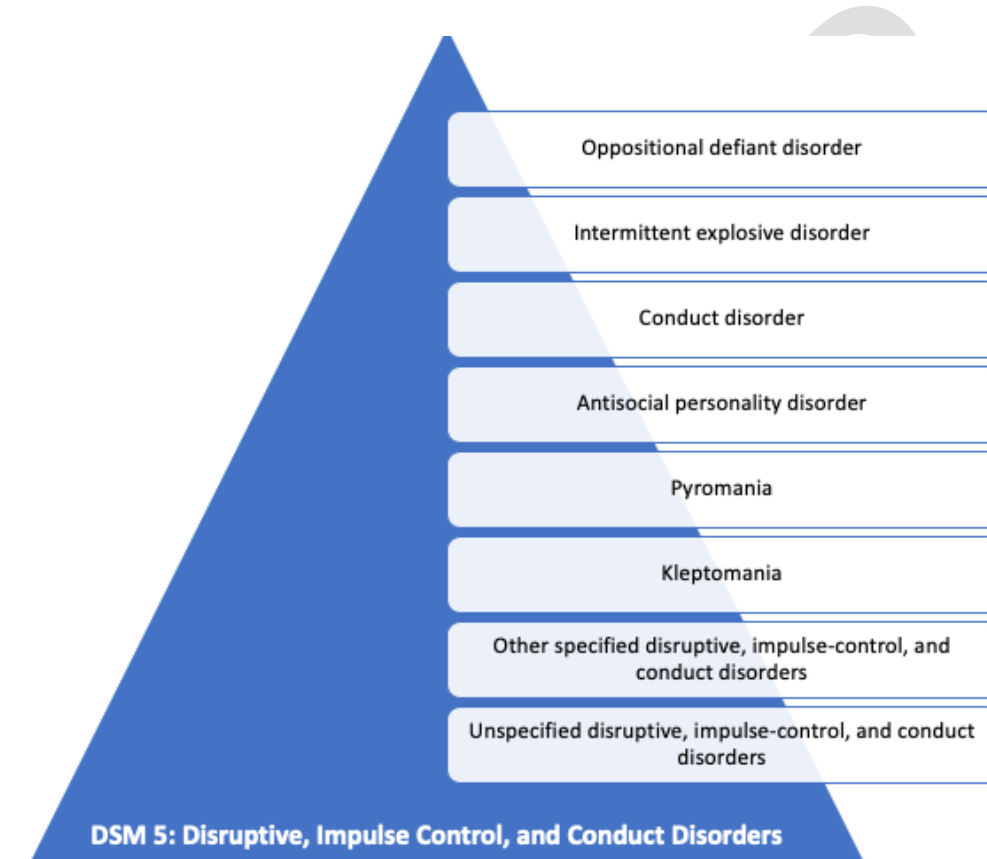 Oppositional defiant disorder
Intermittent explosive disorder
Conduct disorder
Antisocial personality disorder
Pyromania
Kleptomania
Other specified disruptive, impulse-control, and
conduct disorders
Unspecified disruptive, impulse-control, and conduct
disorders
DSM 5: Disruptive, Impulse Control, and Conduct Disorders